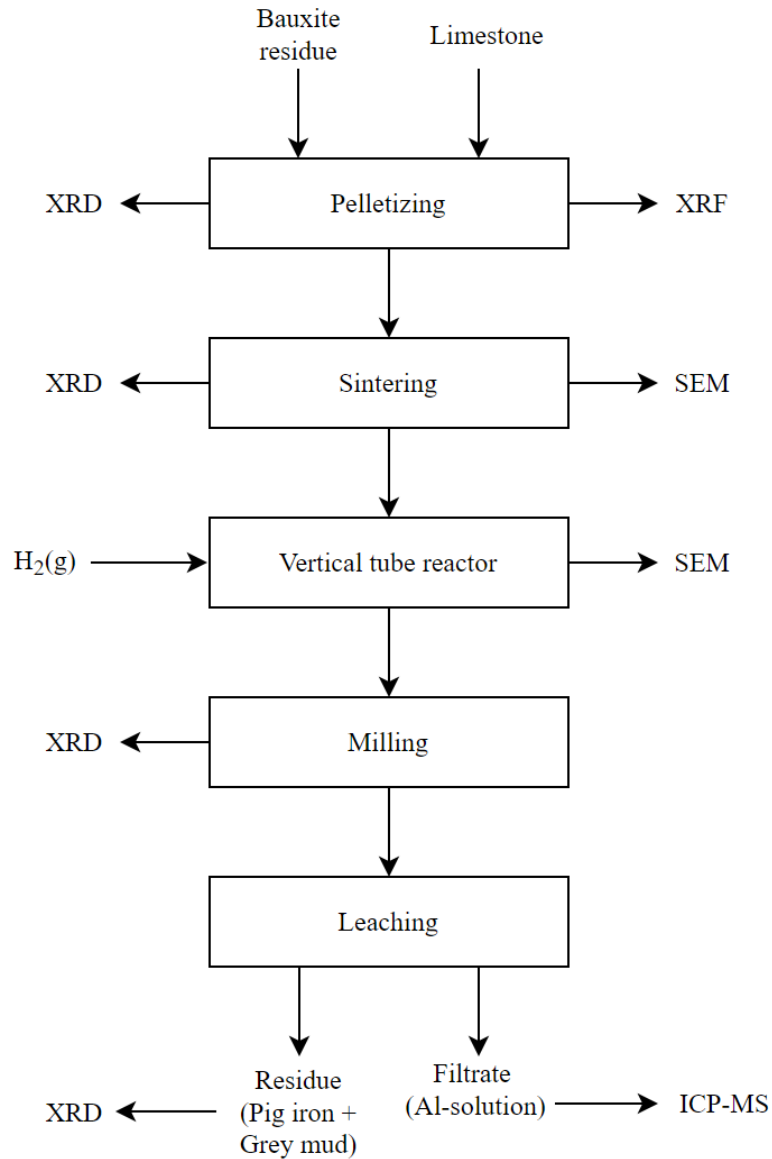 Bauxite
residue
Limestone
XRD
Pelletizing
XRF
XRD
Sintering
SEM
H₂(g)
Vertical tube reactor
SEM
XRD
Milling
Leaching
Residue
(Pig iron +
Grey mud)
Filtrate
(Al-solution)
XRD
ICP-MS